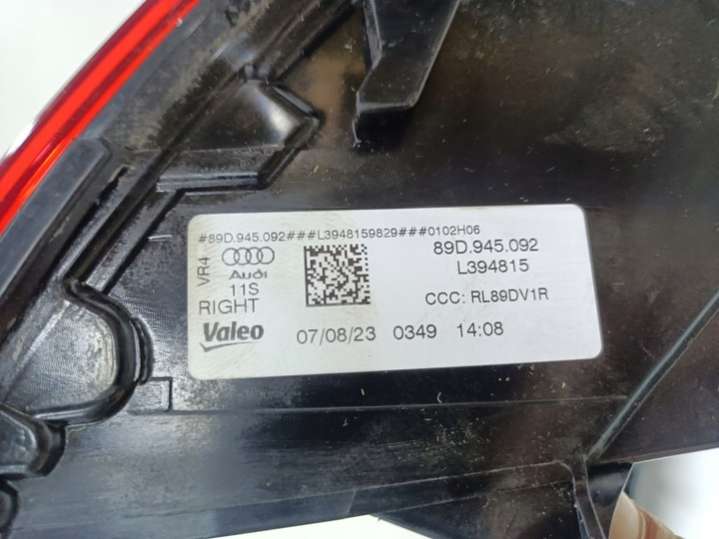 #89D.945.092###L3948159829###0102H06
VR4
Audi
11S
RIGHT
Valeo
89D.945.092
L394815
CCC: RL89DV1R
07/08/23 0349 14:08